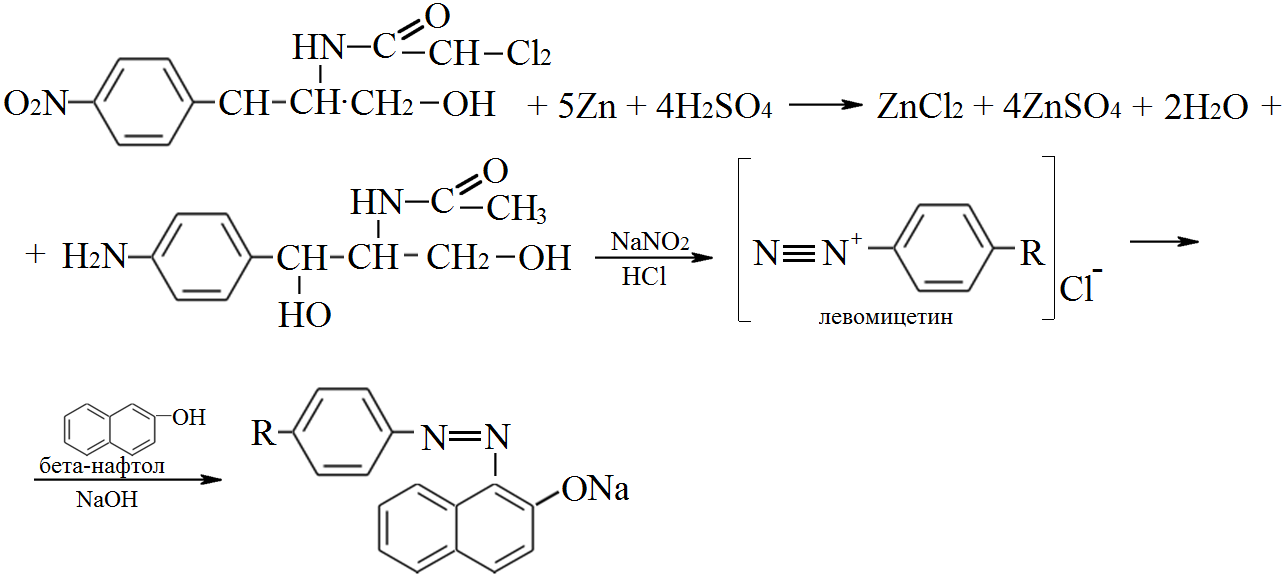 O
HN–C–CH–Cl2
O2N–CH–CH·CH2–OH + 5Zn + 4H2SO4 → ZnCl2 + 4ZnSO4 + 2H2O +
O
HN–C–CH3
+ H2N–CH–CH–CH2–OH NaNO2 N≡N+ R
HCl
HO
Cl-
левомицетин
OH
бета-нафтол
NaOH
R–N=N
ONa